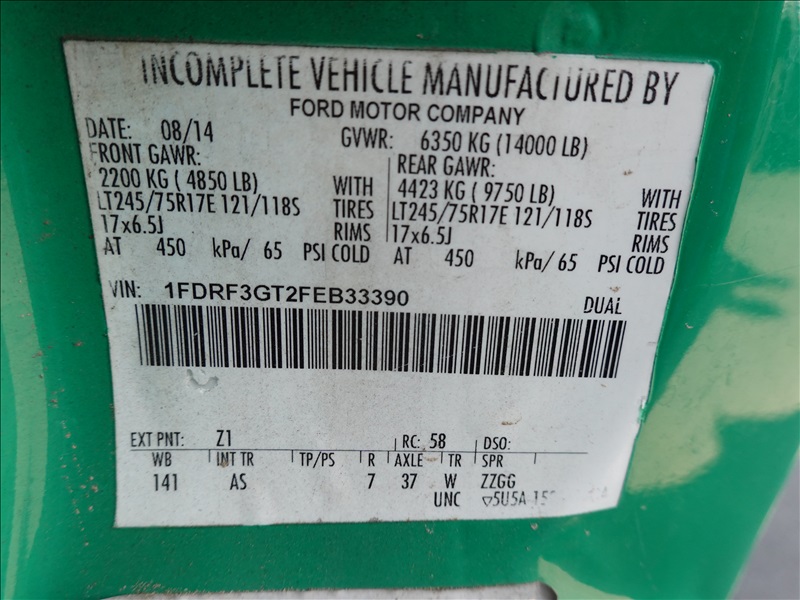 INCOMPLETE VEHICLE MANUFACTURED BY
FORD MOTOR COMPANY
DATE: 08/14 GVWR: 6350 KG (14000 LB)
FRONT GAWR: REAR GAWR:
2200 KG ( 4850 LB) WITH 4423 KG ( 9750 LB) WITH
LT245/75R17E 121/118S TIRES LT245/75R17E 121/118S TIRES
17x6.5J RIMS 17x6.5J RIMS
AT 450 kPa/ 65 PSI COLD AT 450 kPa/ 65 PSI COLD
VIN: 1FDRF3GT2FEB33390 DUAL
EXT PNT: Z1 RC: 58 DSO:
WB INT TR TP/PS R AXLE TR SPR
141 AS 7 37 W ZZGG
UNC ▽5U5A